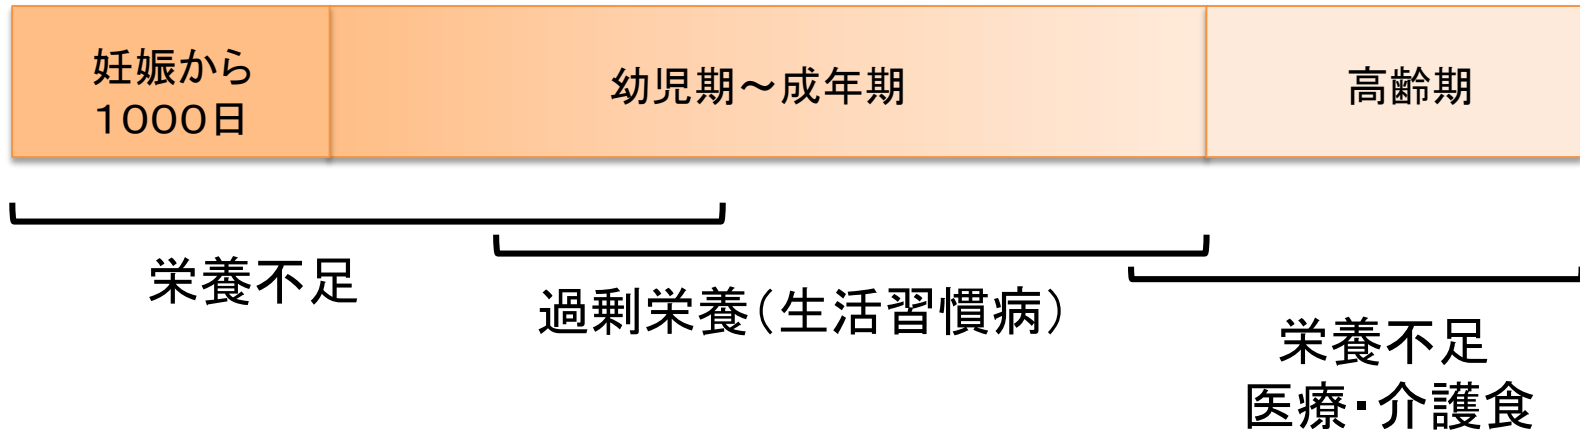 妊娠から
1000日
幼児期~成年期
高齢期
栄養不足
過剰栄養(生活習慣病)
栄養不足
医療・介護食